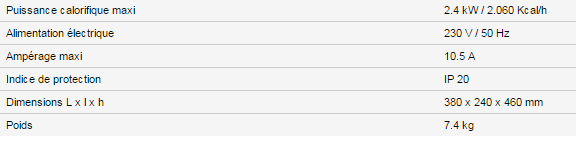 Puissance calorifique maxi 2.4 kW / 2.060 Kcal/h
Alimentation électrique 230 V / 50 Hz
Ampérage maxi 10.5 A
Indice de protection IP 20
Dimensions L x l x h 380 x 240 x 460 mm
Poids 7.4 kg